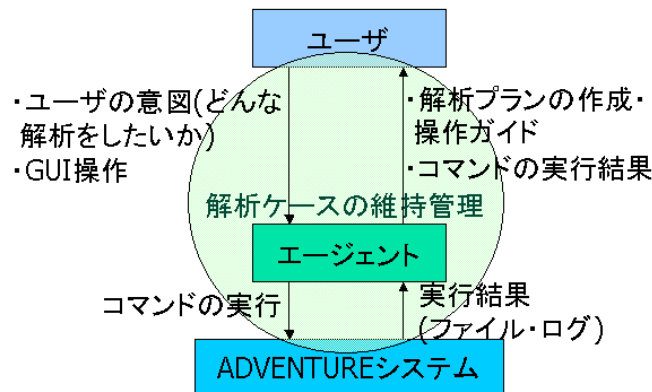 ユーザ
・ユーザの意図(どんな
解析をしたいか)
・GUI操作
・解析プランの作成・
操作ガイド
・コマンドの実行結果
解析ケースの維持管理
エージェント
コマンドの実行
実行結果
(ファイル・ログ)
ADVENTUREシステム